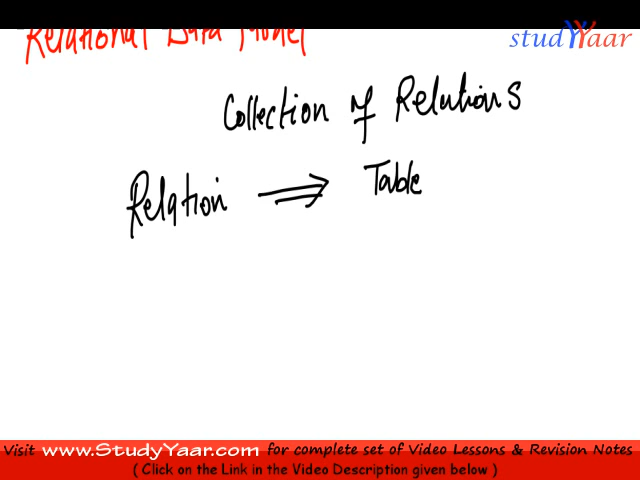 Relational Data Model
studYYaar
Collection of Relations
Relation ⟹ Table
Visit www.StudyYaar.com for complete set of Video Lessons & Revision Notes
( Click on the Link in the Video Description given below )